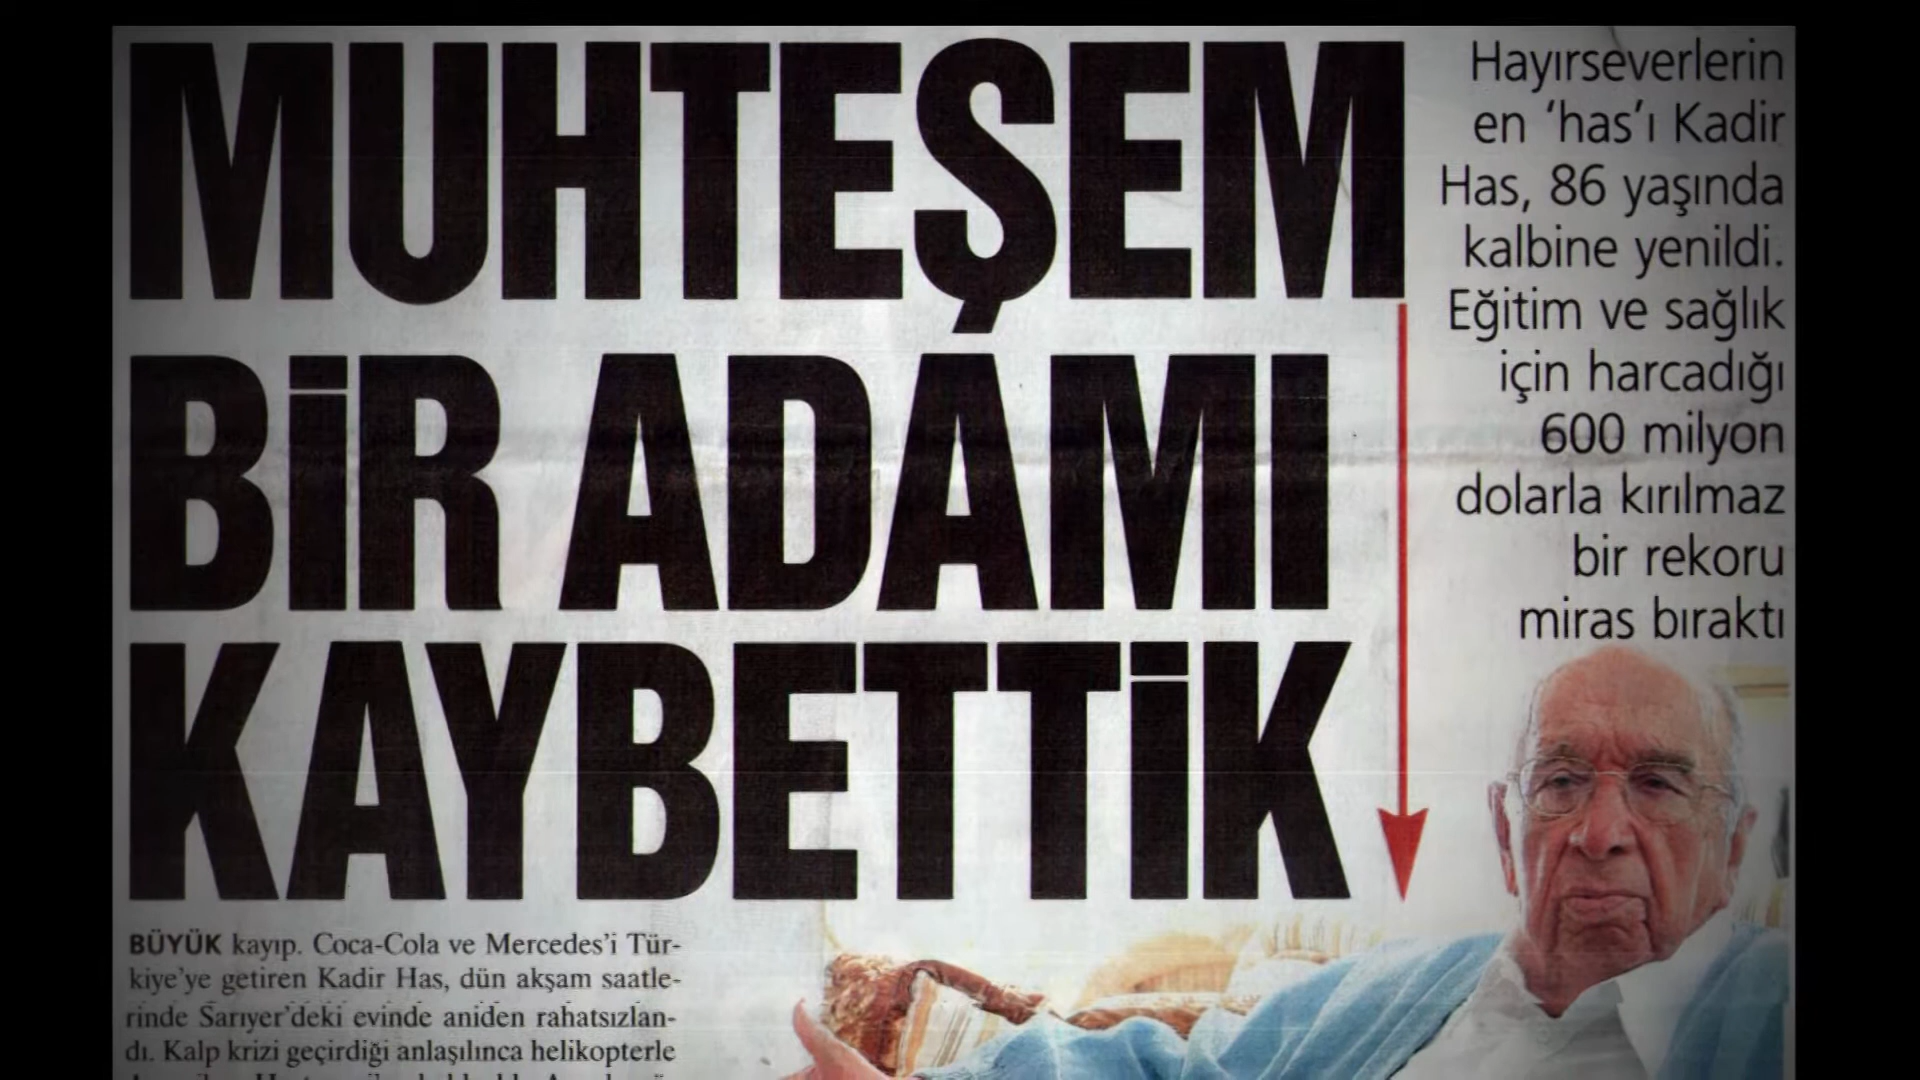 MUHTEŞEM
BİR ADAMI
KAYBETTİK
Hayırseverlerin
en ‘has’ı Kadir
Has, 86 yaşında
kalbine yenildi.
Eğitim ve sağlık
için harcadığı
600 milyon
dolarla kırılmaz
bir rekoru
miras bıraktı
BÜYÜK kayıp. Coca-Cola ve Mercedes’i Tür-
kiye’ye getiren Kadir Has, dün akşam saatle-
rinde Sarıyer’deki evinde aniden rahatsızlan-
dı. Kalp krizi geçirdiği anlaşılınca helikopterle